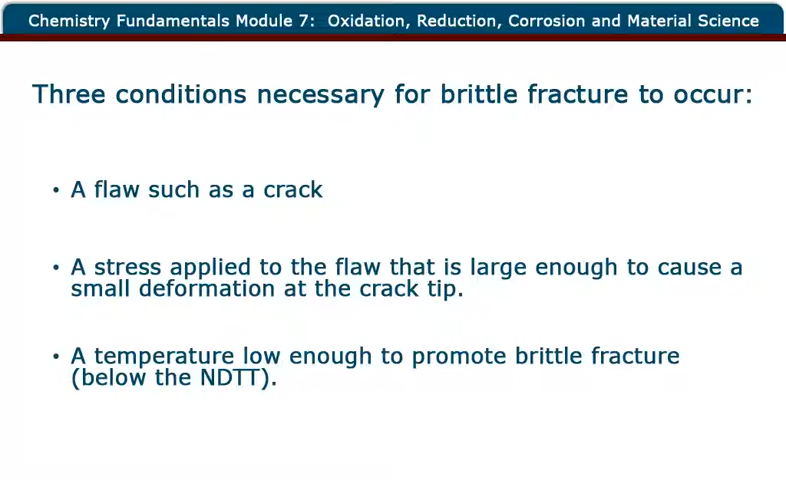 Chemistry Fundamentals Module 7: Oxidation, Reduction, Corrosion and Material Science
Three conditions necessary for brittle fracture to occur:
• A flaw such as a crack
• A stress applied to the flaw that is large enough to cause a
small deformation at the crack tip.
• A temperature low enough to promote brittle fracture
(below the NDTT).